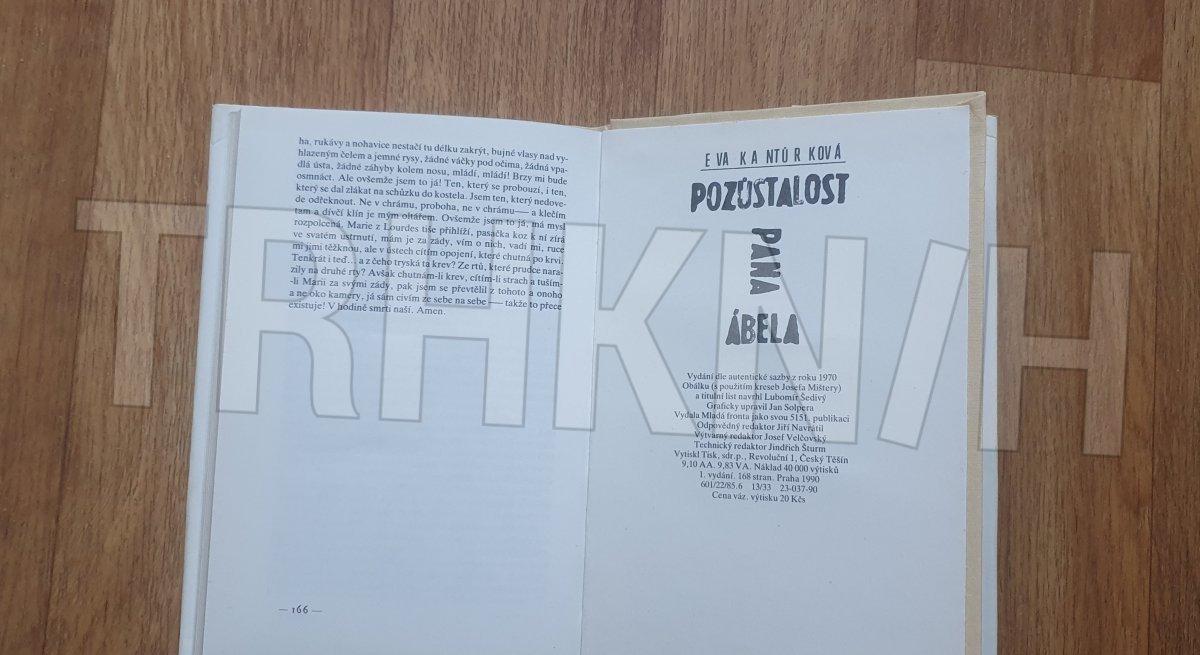 ha, rukávy a nohavice nestačí tu délku zakrýt, bujné vlasy nad vy-
hlazeným čelem a jemné rysy, žádné váčky pod očima, žádná vpa-
dlá ústa, žádné záhyby kolem nosu, mládí, mládí! Brzy mi bude
osmnáct. Ale ovšemže jsem to já! Ten, který se probouzí, i ten,
který se dal zlákat na schůzku do kostela. Jsem ten, který nedove-
de odřeknout. Ne v chrámu, proboha, ne v chrámu — a klečím
tam a dívčí klín je mým oltářem. Ovšemže jsem to já, má mysl
rozpolcená. Marie z Lourdes tiše přihlíží, pasačka koz k ní zírá
ve svatém ustrnutí, mám je za zády, vím o nich, vadí mi, ruce
mi jimi těžknou, ale v ústech cítím opojení, které chutná po krvi.
Tenkrát i teď... a z čeho tryská ta krev? Ze rtů, které prudce nara-
zily na druhé rty? Avšak chutnám-li krev, cítím-li strach a tuším-
-li Marii za svými zády, pak jsem se převtělil z tohoto a onoho
a ne oko kamery, já sám civím ze sebe na sebe — takže to přece
existuje! V hodině smrti naší. Amen.
— 166 —
EVA KANTŮRKOVÁ
POZŮSTALOST
PANA
ÁBELA
Vydání dle autentické sazby z roku 1970
Obálku (s použitím kreseb Josefa Mištery)
a titulní list navrhl Lubomír Šedivý
Graficky upravil Jan Solpera
Vydala Mladá fronta jako svou 5151. publikaci
Odpovědný redaktor Jiří Navrátil
Výtvarný redaktor Josef Velčovský
Technický redaktor Jindřich Šturm
Vytiskl Tisk, sdr.p., Revoluční 1, Český Těšín
9,10 AA. 9,83 VA. Náklad 40 000 výtisků
1. vydání. 168 stran. Praha 1990
601/22/85.6 13/33 23-037-90
Cena váz. výtisku 20 Kčs
TRHKNIH